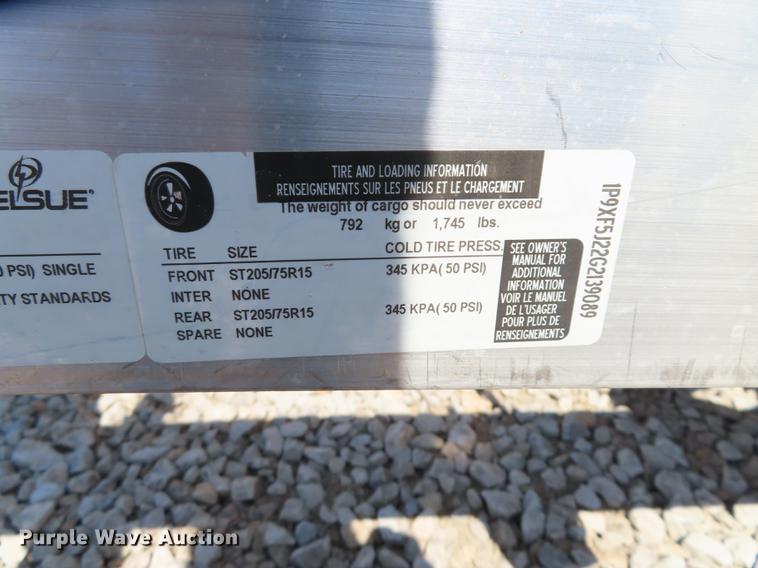 ELSUE®
PSI) SINGLE
TY STANDARDS
TIRE AND LOADING INFORMATION
RENSEIGNEMENTS SUR LES PNEUS ET LE CHARGEMENT
The weight of cargo should never exceed
792 kg or 1,745 lbs.
TIRE SIZE COLD TIRE PRESS.
FRONT ST205/75R15 345 KPA( 50 PSI)
INTER NONE
REAR ST205/75R15 345 KPA( 50 PSI)
SPARE NONE
SEE OWNER'S
MANUAL FOR
ADDITIONAL
INFORMATION
VOIR LE MANUEL
DE L'USAGER
POUR PLUS DE
RENSEIGNEMENTS
1P9XF5J22G2139089
Purple Wave Auction